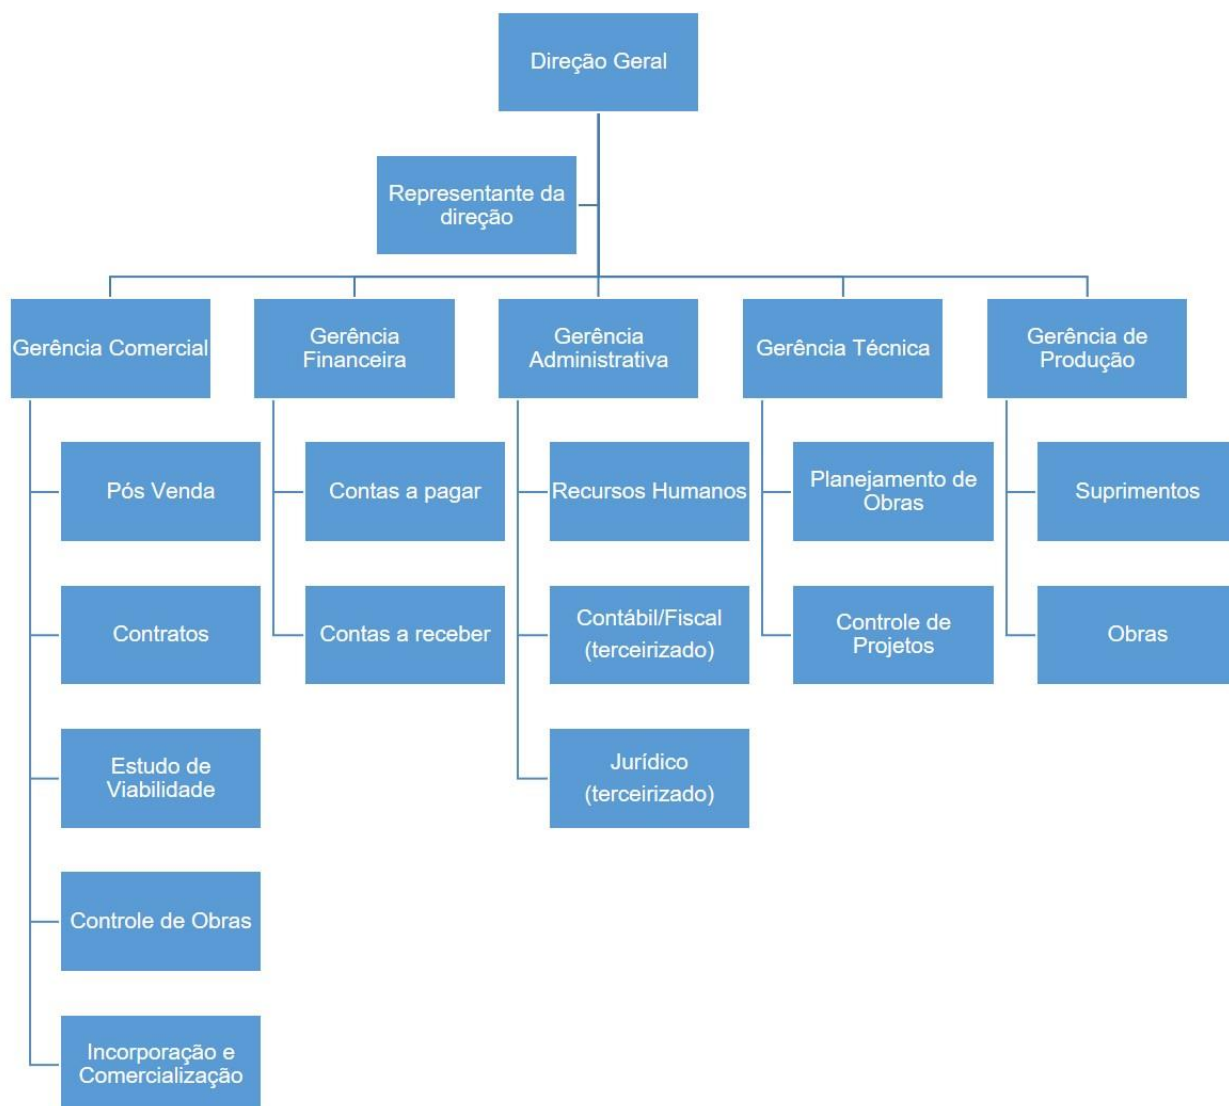 Direção Geral
Representante da
direção
Gerência Comercial
Gerência
Financeira
Gerência
Administrativa
Gerência Técnica
Gerência de
Produção
Pós Venda
Contas a pagar
Recursos Humanos
Planejamento de
Obras
Suprimentos
Contratos
Contas a receber
Contábil/Fiscal
(terceirizado)
Controle de
Projetos
Obras
Estudo de
Viabilidade
Jurídico
(terceirizado)
Controle de Obras
Incorporação e
Comercialização